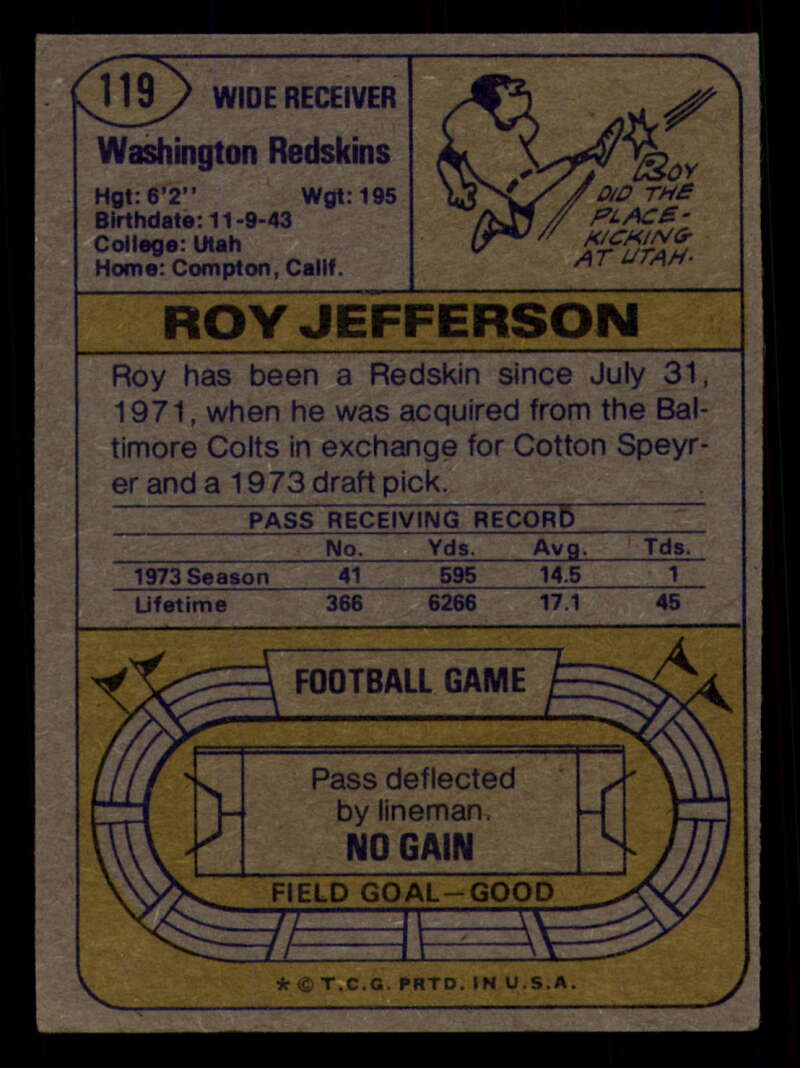 119
WIDE RECEIVER
Washington Redskins
Hgt: 6'2" Wgt: 195
Birthdate: 11-9-43
College: Utah
Home: Compton, Calif.
ROY
DID THE
PLACE-
KICKING
AT UTAH.
ROY JEFFERSON
Roy has been a Redskin since July 31,
1971, when he was acquired from the Bal-
timore Colts in exchange for Cotton Speyr-
er and a 1973 draft pick.
PASS RECEIVING RECORD
No. Yds. Avg. Tds.
1973 Season 41 595 14.5 1
Lifetime 366 6266 17.1 45
FOOTBALL GAME
Pass deflected
by lineman.
NO GAIN
FIELD GOAL—GOOD
* © T.C.G. PRTD. IN U.S.A.